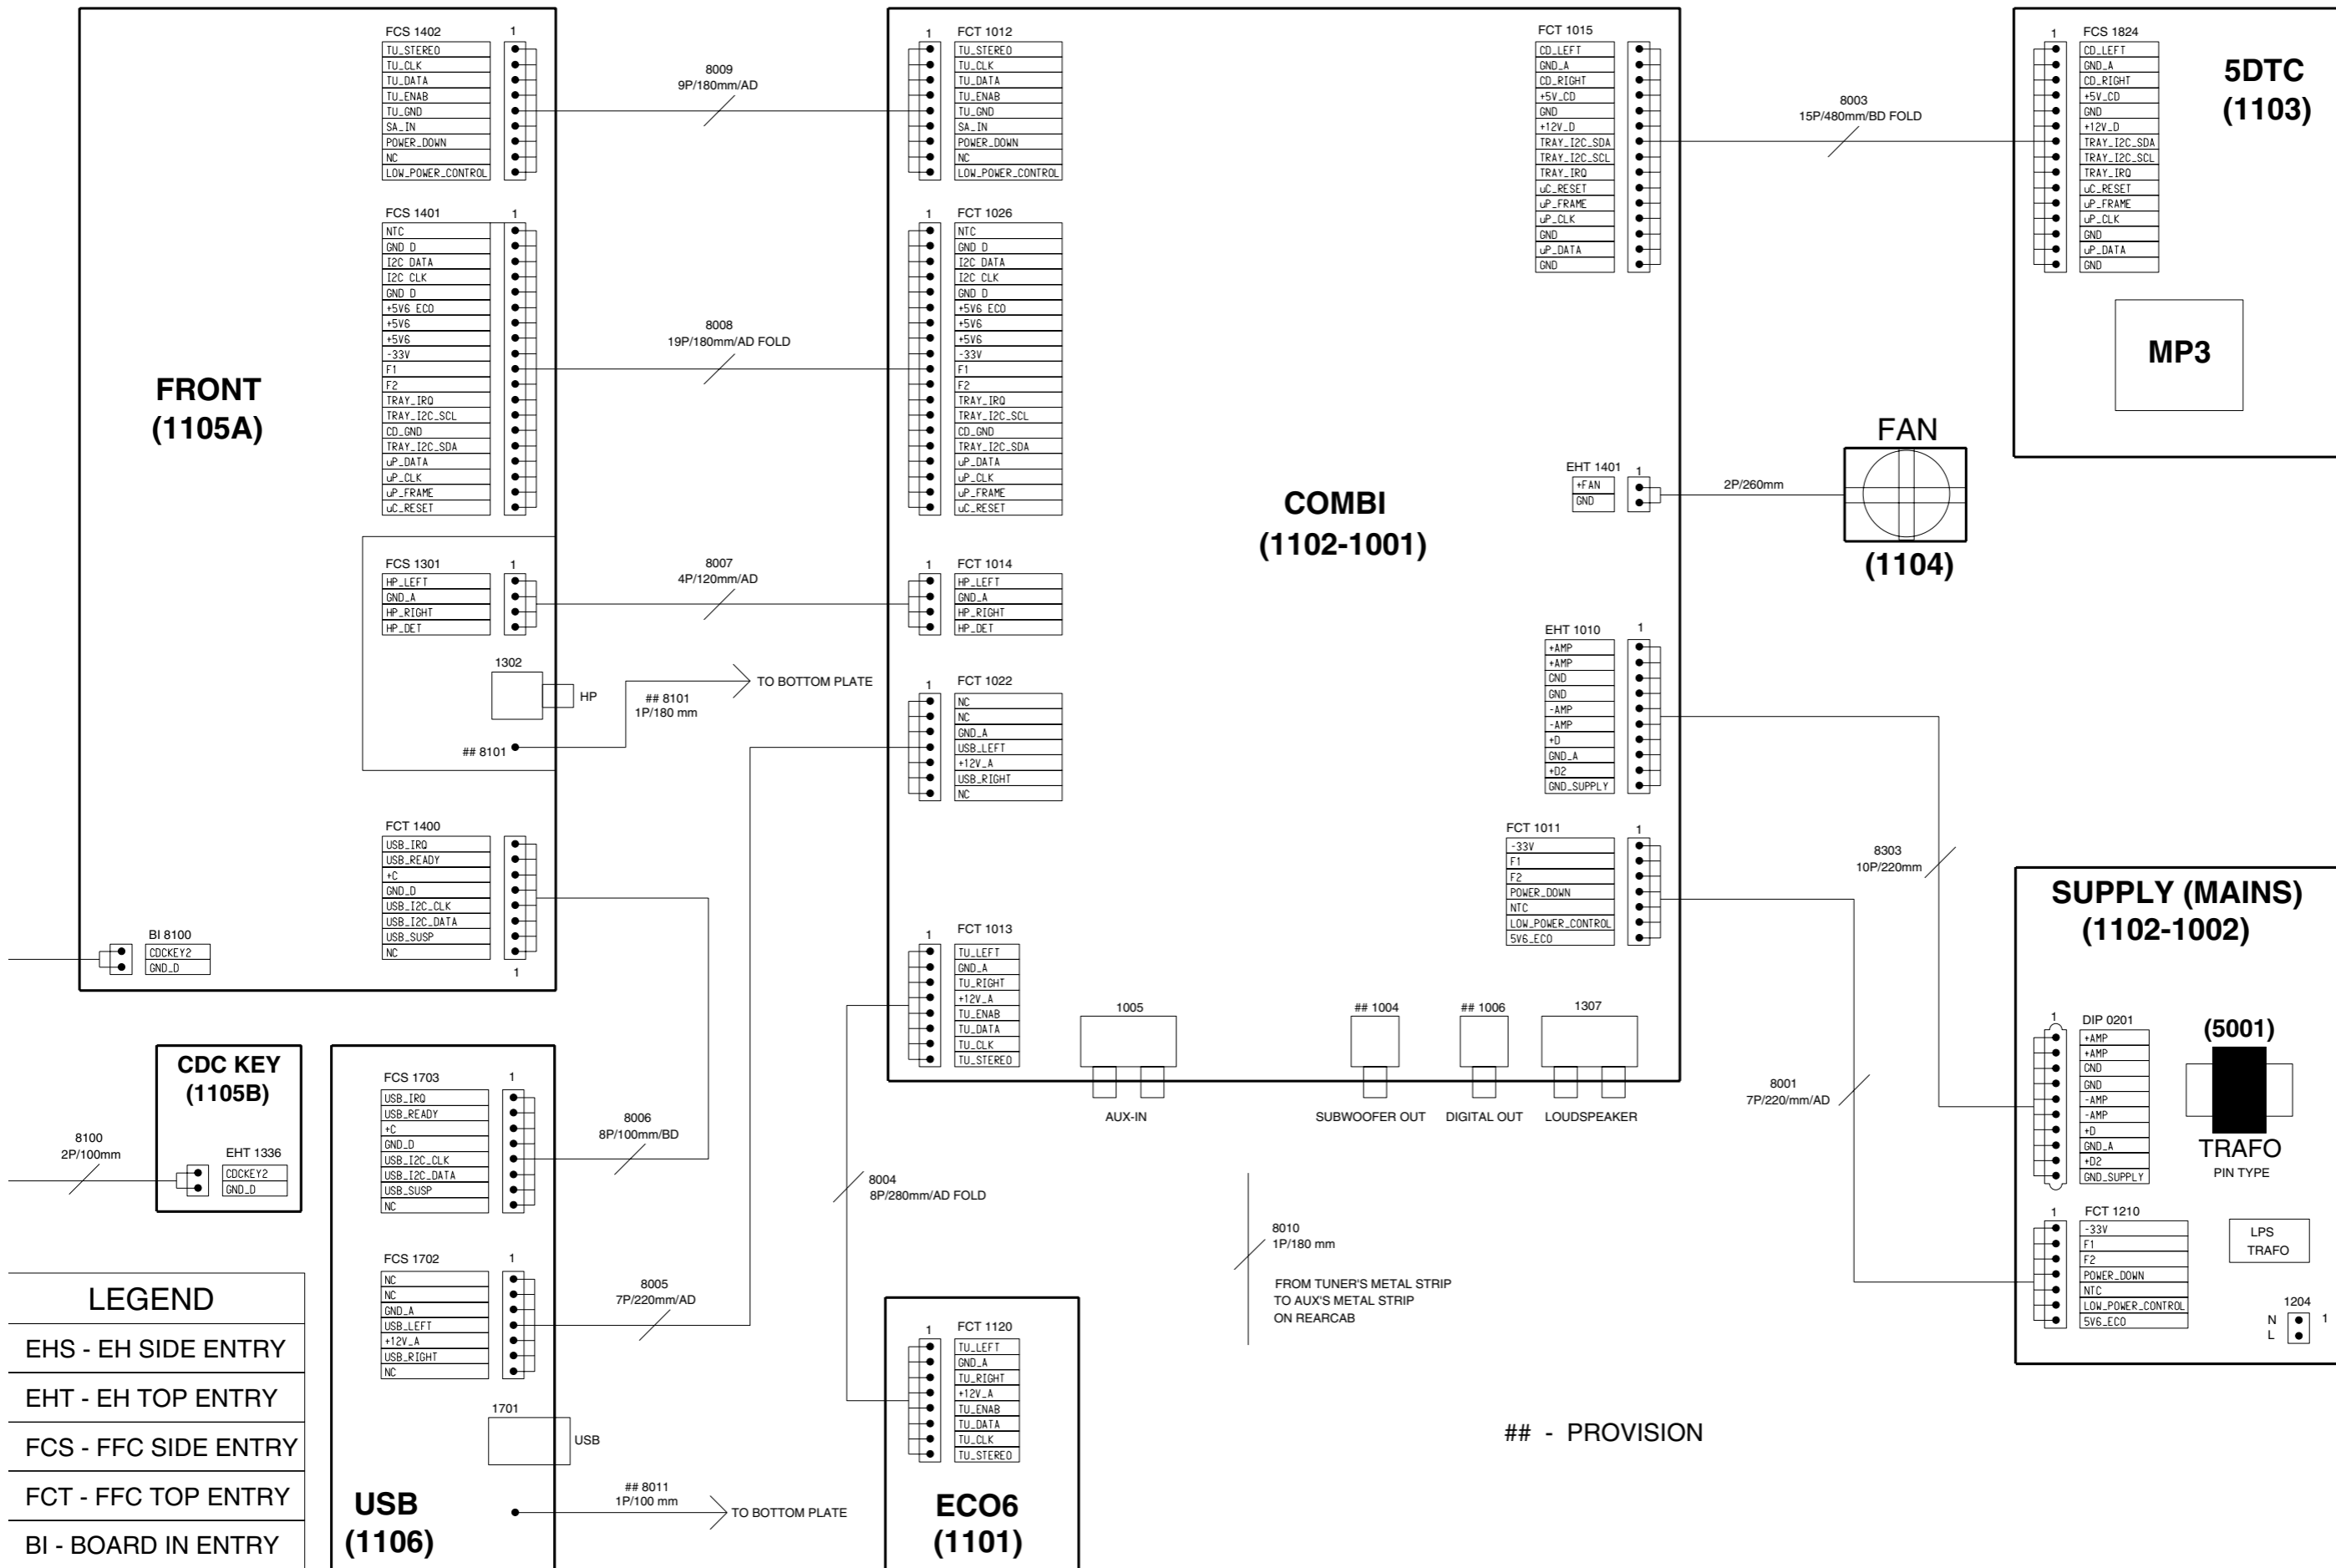 FRONT
(1105A)
FCS 1402
1
TU_STEREO
TU_CLK
TU_DATA
TU_ENAB
TU_GND
SA_IN
POWER_DOWN
NC
LOW_POWER_CONTROL
FCS 1401
1
NTC
GND D
I2C DATA
I2C CLK
GND D
+5V6 ECO
+5V6
+5V6
-33V
F1
F2
TRAY_IRQ
TRAY_I2C_SCL
CD_GND
TRAY_I2C_SDA
uP_DATA
uP_CLK
uP_FRAME
uC_RESET
FCS 1301
1
HP_LEFT
GND_A
HP_RIGHT
HP_DET
1302
HP
## 8101
## 8101
1P/180 mm
TO BOTTOM PLATE
FCT 1400
USB_IRQ
USB_READY
+C
GND_D
USB_I2C_CLK
USB_I2C_DATA
USB_SUSP
NC
1
BI 8100
CDCKEY2
GND_D
8009
9P/180mm/AD
8008
19P/180mm/AD FOLD
8007
4P/120mm/AD
COMBI
(1102-1001)
1
FCT 1012
TU_STEREO
TU_CLK
TU_DATA
TU_ENAB
TU_GND
SA_IN
POWER_DOWN
NC
LOW_POWER_CONTROL
1
FCT 1026
NTC
GND D
I2C DATA
I2C CLK
GND D
+5V6 ECO
+5V6
+5V6
-33V
F1
F2
TRAY_IRQ
TRAY_I2C_SCL
CD_GND
TRAY_I2C_SDA
uP_DATA
uP_CLK
uP_FRAME
uC_RESET
1
FCT 1014
HP_LEFT
GND_A
HP_RIGHT
HP_DET
1
FCT 1022
NC
NC
GND_A
USB_LEFT
+12V_A
USB_RIGHT
NC
1
FCT 1013
TU_LEFT
GND_A
TU_RIGHT
+12V_A
TU_ENAB
TU_DATA
TU_CLK
TU_STEREO
FCT 1015
CD_LEFT
GND_A
CD_RIGHT
+5V_CD
GND
+12V_D
TRAY_I2C_SDA
TRAY_I2C_SCL
TRAY_IRQ
uC_RESET
uP_FRAME
uP_CLK
GND
uP_DATA
GND
EHT 1401
1
+FAN
GND
EHT 1010
1
+AMP
+AMP
GND
GND
-AMP
-AMP
+D
GND_A
+D2
GND_SUPPLY
FCT 1011
1
-33V
F1
F2
POWER_DOWN
NTC
LOW_POWER_CONTROL
5V6_ECO
1005
AUX-IN
## 1004
SUBWOOFER OUT
## 1006
DIGITAL OUT
1307
LOUDSPEAKER
8003
15P/480mm/BD FOLD
2P/260mm
FAN
(1104)
5DTC
(1103)
1
FCS 1824
CD_LEFT
GND_A
CD_RIGHT
+5V_CD
GND
+12V_D
TRAY_I2C_SDA
TRAY_I2C_SCL
TRAY_IRQ
uC_RESET
uP_FRAME
uP_CLK
GND
uP_DATA
GND
MP3
8303
10P/220mm
8001
7P/220/mm/AD
SUPPLY (MAINS)
(1102-1002)
1
DIP 0201
+AMP
+AMP
GND
GND
-AMP
-AMP
+D
GND_A
+D2
GND_SUPPLY
(5001)
TRAFO
PIN TYPE
1
FCT 1210
-33V
F1
F2
POWER_DOWN
NTC
LOW_POWER_CONTROL
5V6_ECO
LPS
TRAFO
1204
N
1
L
CDC KEY
(1105B)
EHT 1336
CDCKEY2
GND_D
8100
2P/100mm
FCS 1703
1
USB_IRQ
USB_READY
+C
GND_D
USB_I2C_CLK
USB_I2C_DATA
USB_SUSP
NC
8006
8P/100mm/BD
FCS 1702
1
NC
NC
GND_A
USB_LEFT
+12V_A
USB_RIGHT
NC
8005
7P/220mm/AD
1701
USB
USB
(1106)
## 8011
1P/100 mm
TO BOTTOM PLATE
8004
8P/280mm/AD FOLD
1
FCT 1120
TU_LEFT
GND_A
TU_RIGHT
+12V_A
TU_ENAB
TU_DATA
TU_CLK
TU_STEREO
ECO6
(1101)
8010
1P/180 mm
FROM TUNER'S METAL STRIP
TO AUX'S METAL STRIP
ON REARCAB
## - PROVISION
LEGEND
EHS - EH SIDE ENTRY
EHT - EH TOP ENTRY
FCS - FFC SIDE ENTRY
FCT - FFC TOP ENTRY
BI - BOARD IN ENTRY